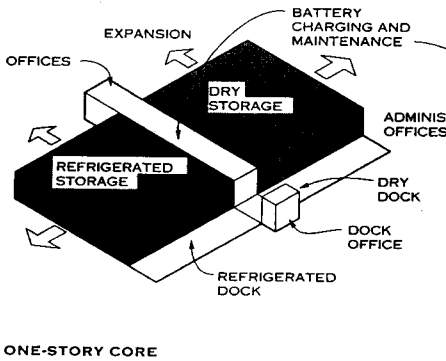 BATTERY
CHARGING AND
MAINTENANCE
EXPANSION
OFFICES
DRY
STORAGE
ADMINIS
OFFICES
REFRIGERATED
STORAGE
DRY
DOCK
DOCK
OFFICE
REFRIGERATED
DOCK
ONE-STORY CORE